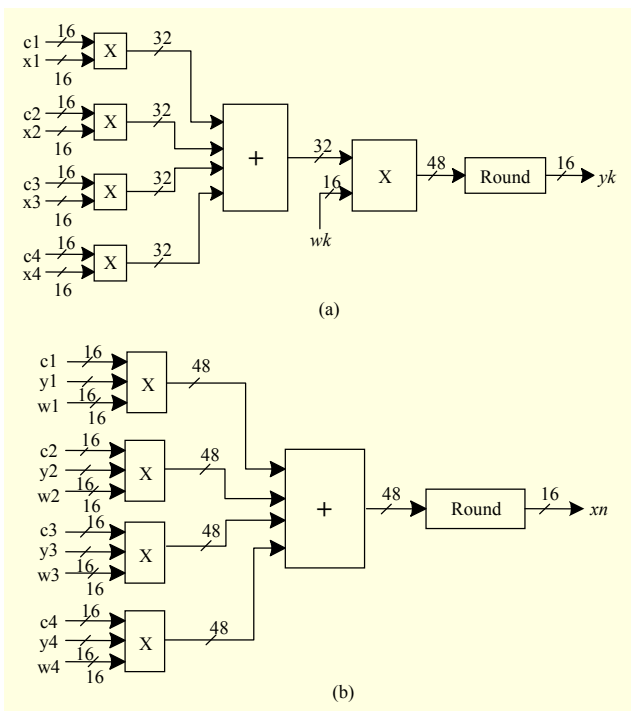 c1 16
x1 X 32
16
c2 16
x2 X 32
16
c3 16
x3 X 32
16
c4 16
x4 X 32
16
+ 32
16
wk
X 48 Round 16 yk
(a)
c1 16
y1 X 48
w1 16
16
c2 16
y2 X 48
w2 16
16
c3 16
y3 X 48
w3 16
16
c4 16
y4 X 48
w4 16
16
+ 48 Round 16 xn
(b)